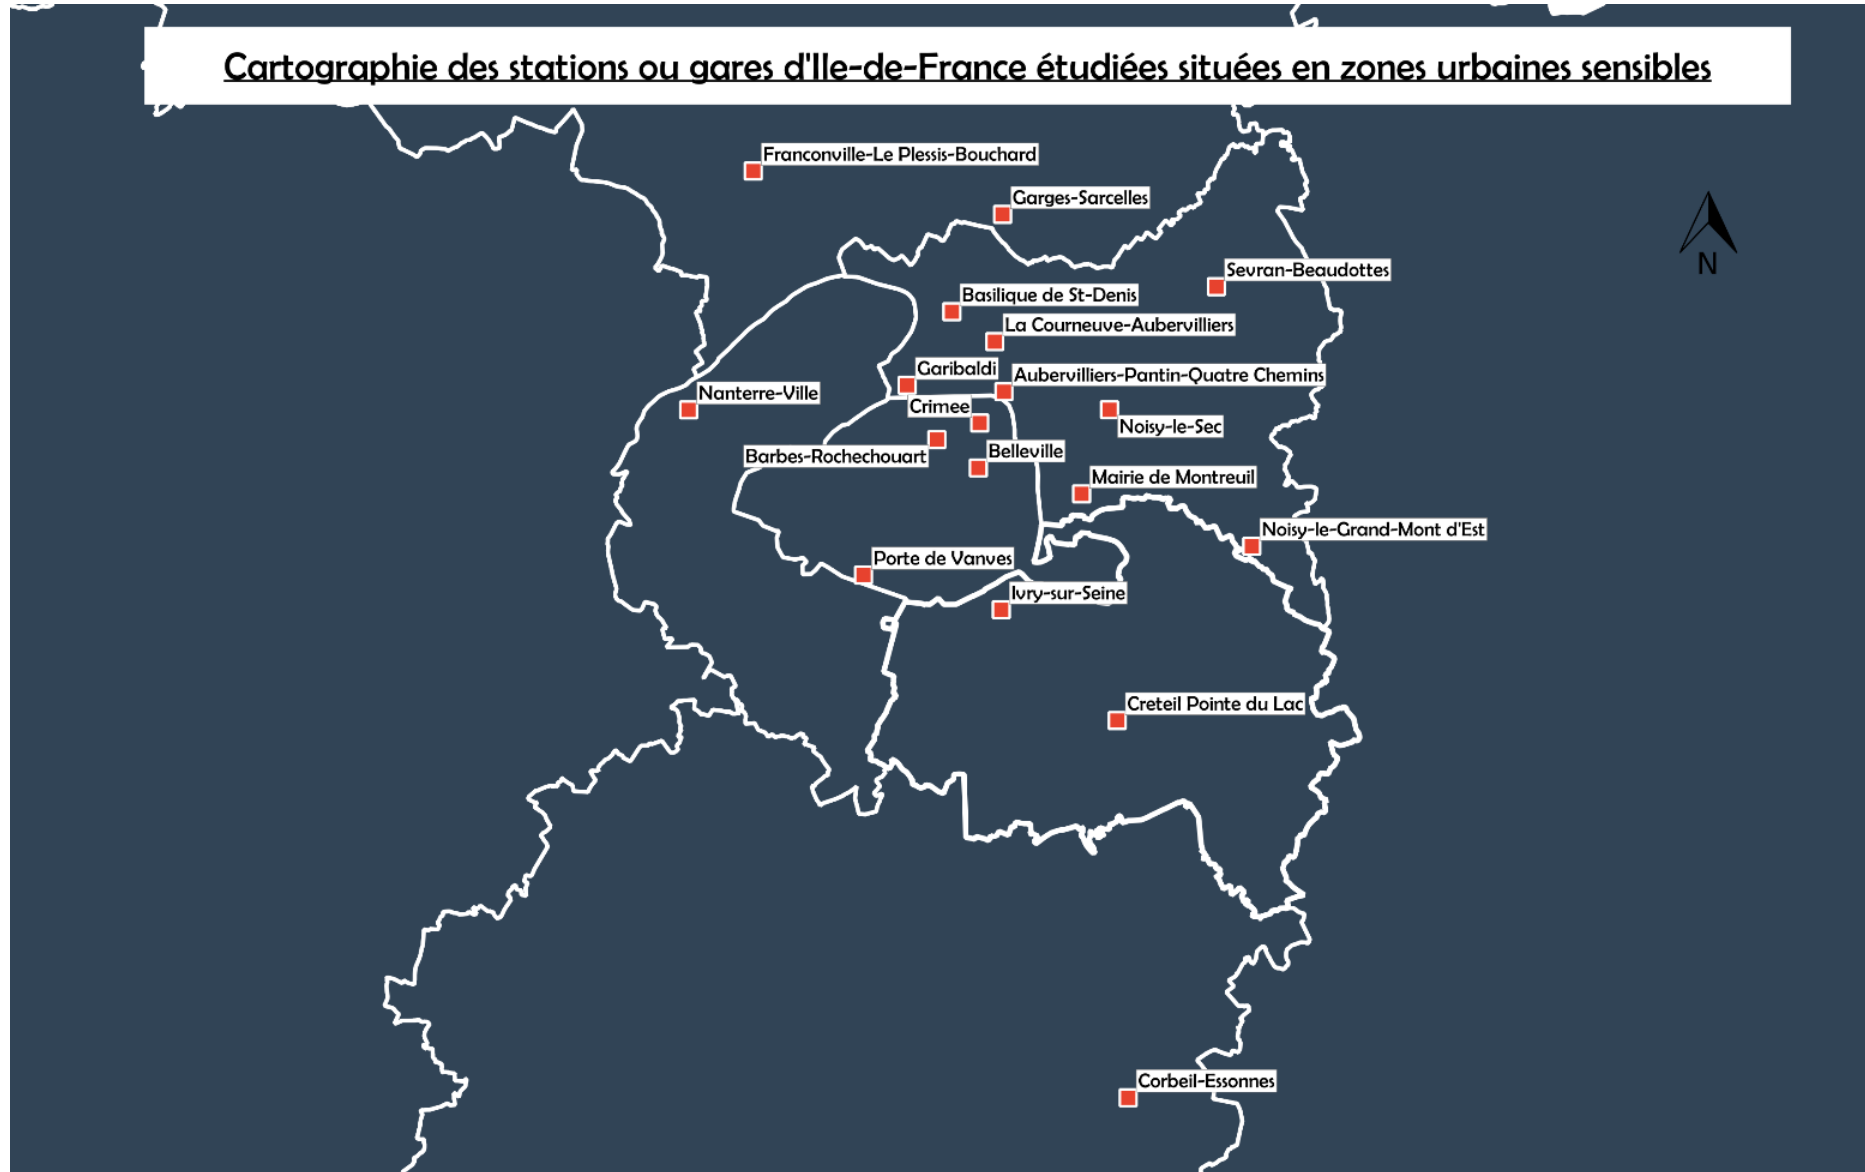 Cartographie des stations ou gares d'Ile-de-France étudiées situées en zones urbaines sensibles
Franconville-Le Plessis-Bouchard
Garges-Sarcelles
N
Sevran-Beaudottes
Basilique de St-Denis
La Courneuve-Aubervilliers
Garibaldi
Aubervilliers-Pantin-Quatre Chemins
Nanterre-Ville
Crimee
Noisy-le-Sec
Barbes-Rochechouart
Belleville
Mairie de Montreuil
Noisy-le-Grand-Mont d'Est
Porte de Vanves
Ivry-sur-Seine
Creteil Pointe du Lac
Corbeil-Essonnes